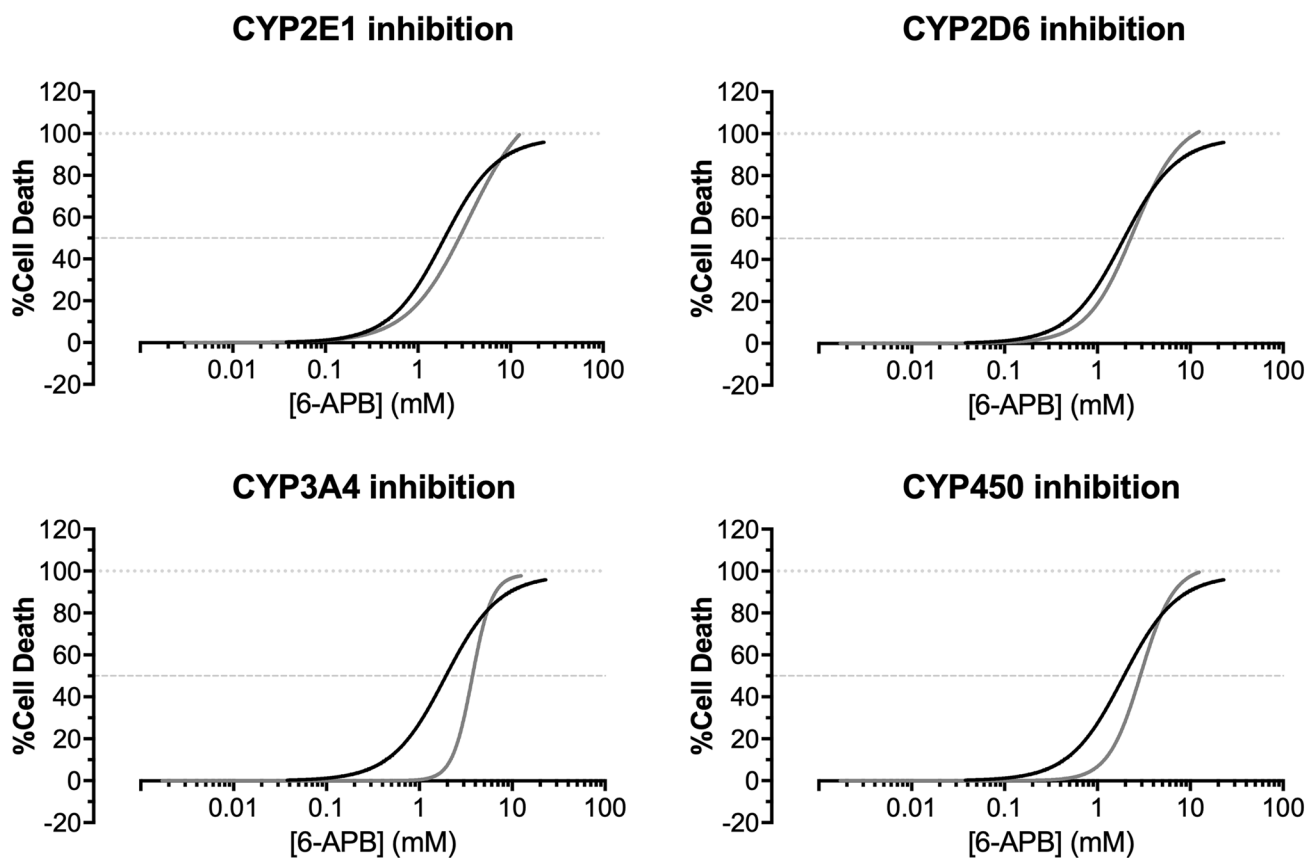 CYP2E1 inhibition
120
100
80
60
40
20
0
-20
%Cell Death
0.01 0.1 1 10 100
[6-APB] (mM)
CYP2D6 inhibition
120
100
80
60
40
20
0
-20
%Cell Death
0.01 0.1 1 10 100
[6-APB] (mM)
CYP3A4 inhibition
120
100
80
60
40
20
0
-20
%Cell Death
0.01 0.1 1 10 100
[6-APB] (mM)
CYP450 inhibition
120
100
80
60
40
20
0
-20
%Cell Death
0.01 0.1 1 10 100
[6-APB] (mM)